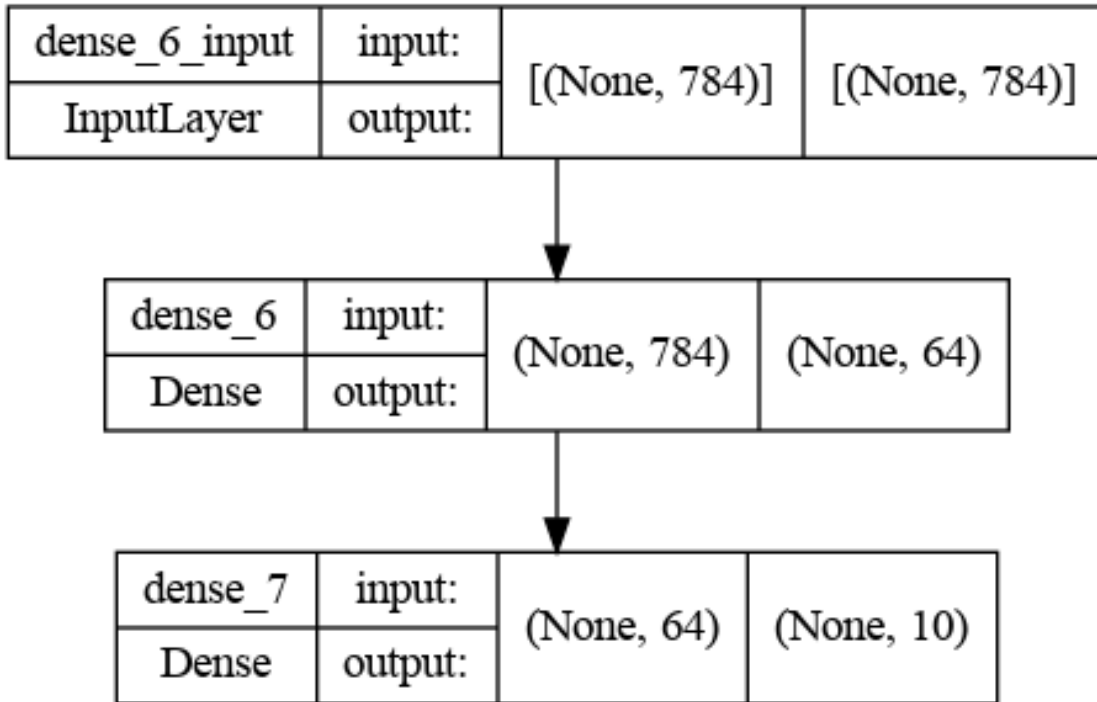 dense_6_input input: [(None, 784)] [(None, 784)]
InputLayer output:
dense_6 input: (None, 784) (None, 64)
Dense output:
dense_7 input: (None, 64) (None, 10)
Dense output: